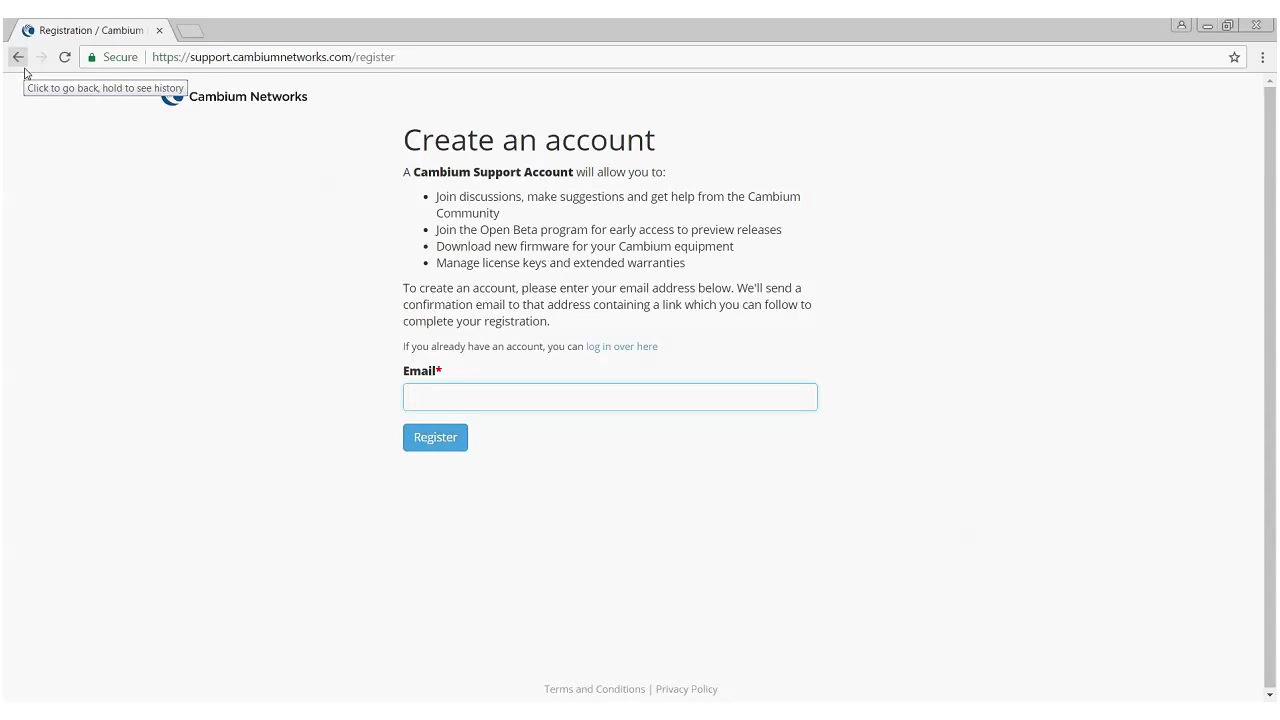 Registration / Cambium
Secure
https://support.cambiumnetworks.com/register
Click to go back, hold to see history
Cambium Networks
Create an account
A Cambium Support Account will allow you to:
• Join discussions, make suggestions and get help from the Cambium
Community
• Join the Open Beta program for early access to preview releases
• Download new firmware for your Cambium equipment
• Manage license keys and extended warranties
To create an account, please enter your email address below. We'll send a
confirmation email to that address containing a link which you can follow to
complete your registration.
If you already have an account, you can log in over here
Email*
Register
Terms and Conditions | Privacy Policy